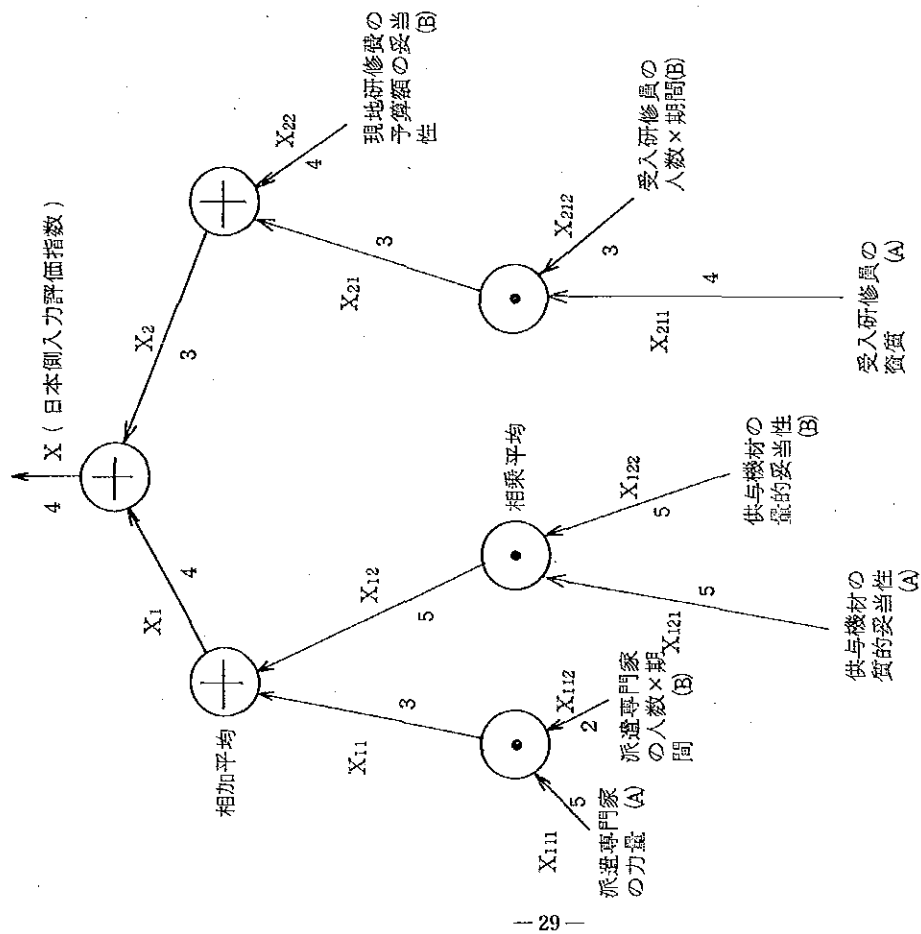 4 X ( 日本側入力評価指数 )
X1
4
X2
3
相加平均
X11
3
X12
5
X21
3
X22
4
現地研修費の
予算額の妥当
性 (B)
相乗平均
X111
5
派遣専門家
の力量 (A)
X112
2
派遣専門家
の人数×期
間 (B)
X121
5
供与機材の
質的妥当性
(A)
X122
5
供与機材の
量的妥当性
(B)
X211
4
受入研修員の
資質 (A)
X212
3
受入研修員の
人数×期間(B)
— 29 —